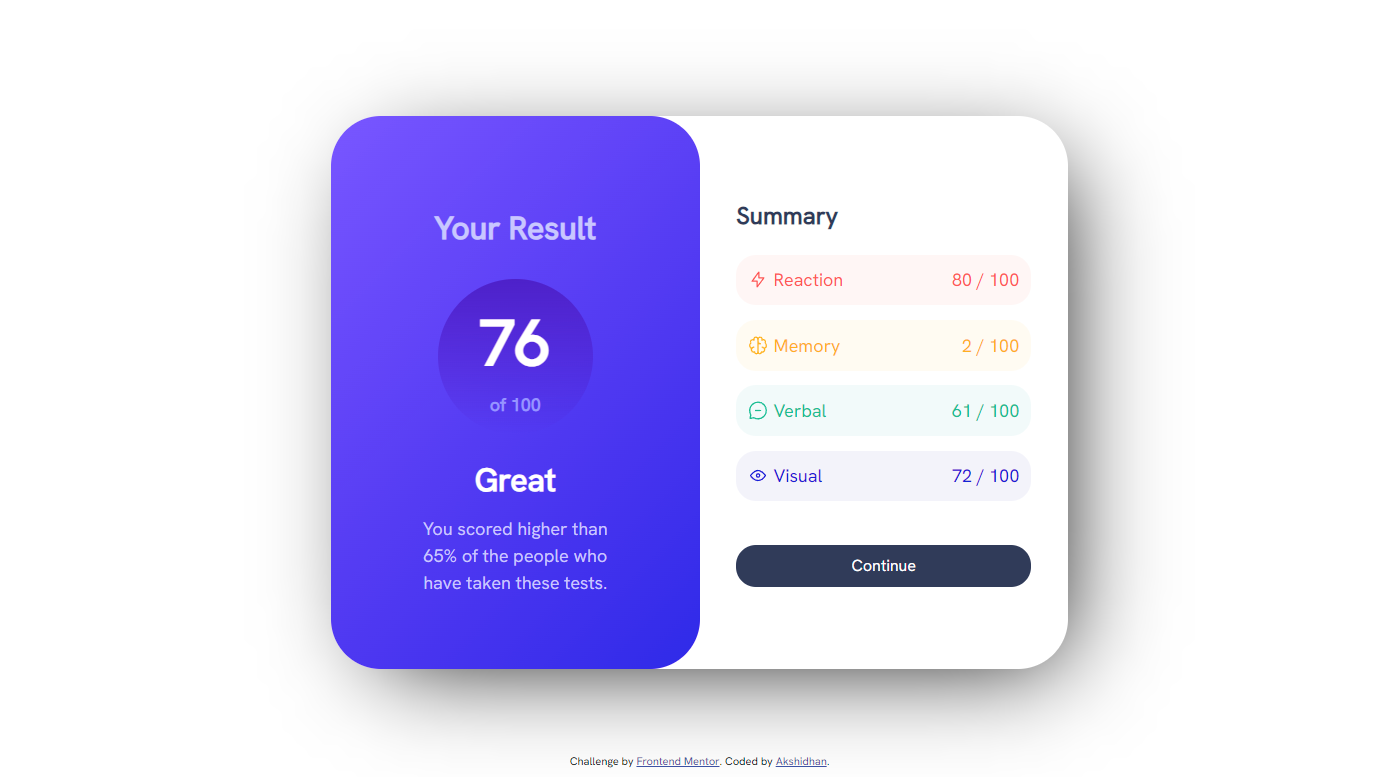 Your Result
76
of 100
Great
You scored higher than
65% of the people who
have taken these tests.
Summary
Reaction 80 / 100
Memory 2 / 100
Verbal 61 / 100
Visual 72 / 100
Continue
Challenge by Frontend Mentor. Coded by Akshidhan.